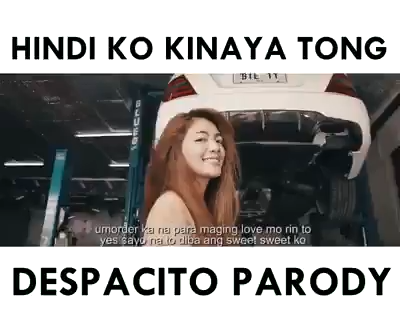 HINDI KO KINAYA TONG
umorder ka na para maging love mo rin to
yes sayo na to diba ang sweet sweet ko
DESPACITO PARODY